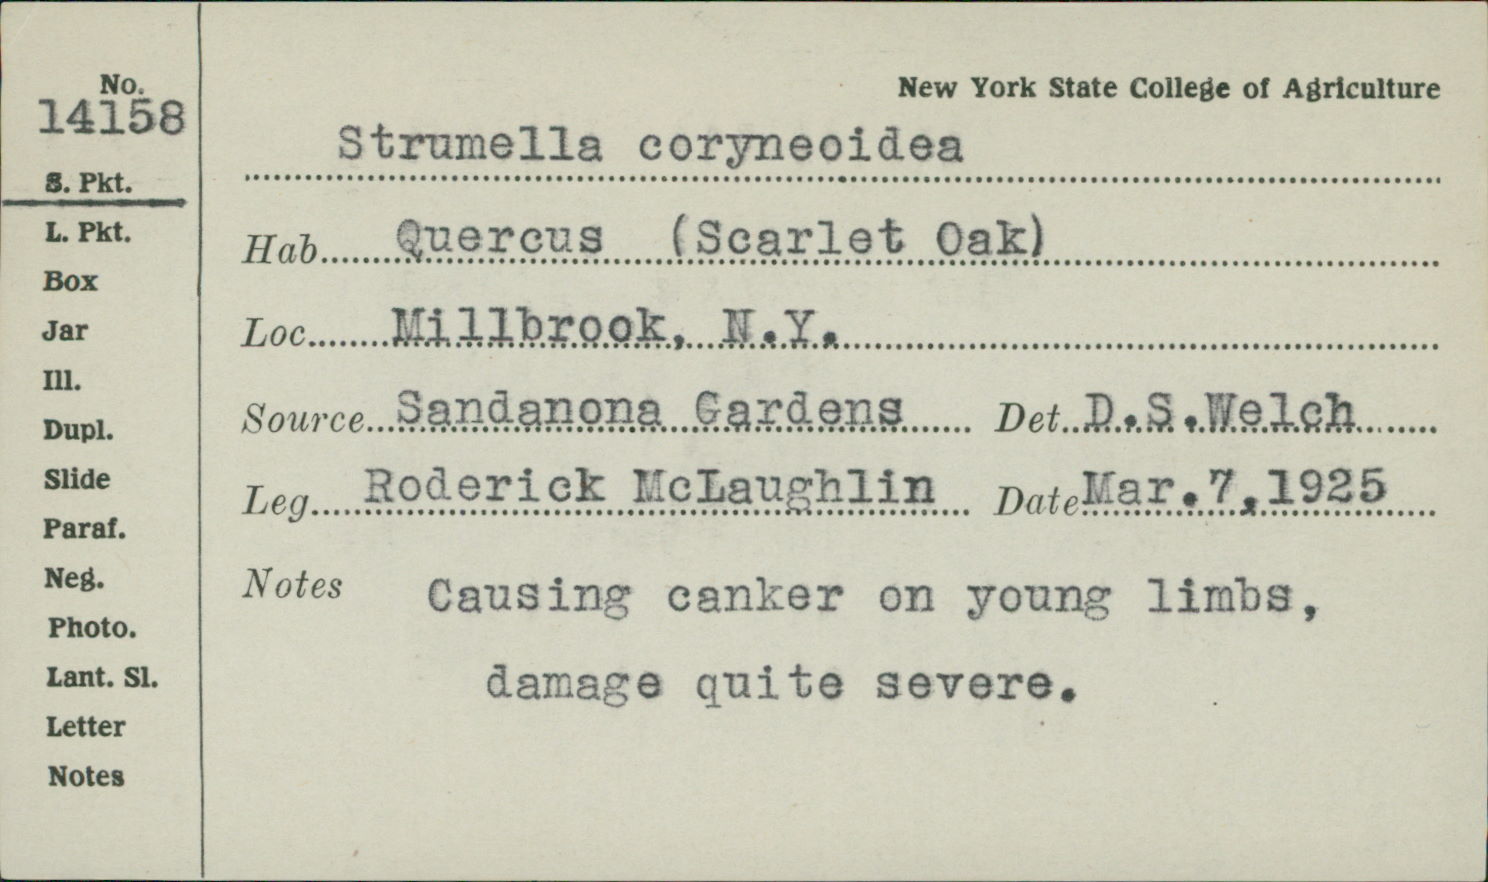 No.
14158
S. Pkt.
L. Pkt.
Box
Jar
Ill.
Dupl.
Slide
Paraf.
Neg.
Photo.
Lant. Sl.
Letter
Notes
New York State College of Agriculture
Strumella coryneoidea
Hab. Quercus (Scarlet Oak)
Loc. Millbrook, N.Y.
Source Sandanona Gardens Det. D.S.Welch
Leg. Roderick McLaughlin Date Mar.7,1925
Notes Causing canker on young limbs,
damage quite severe.